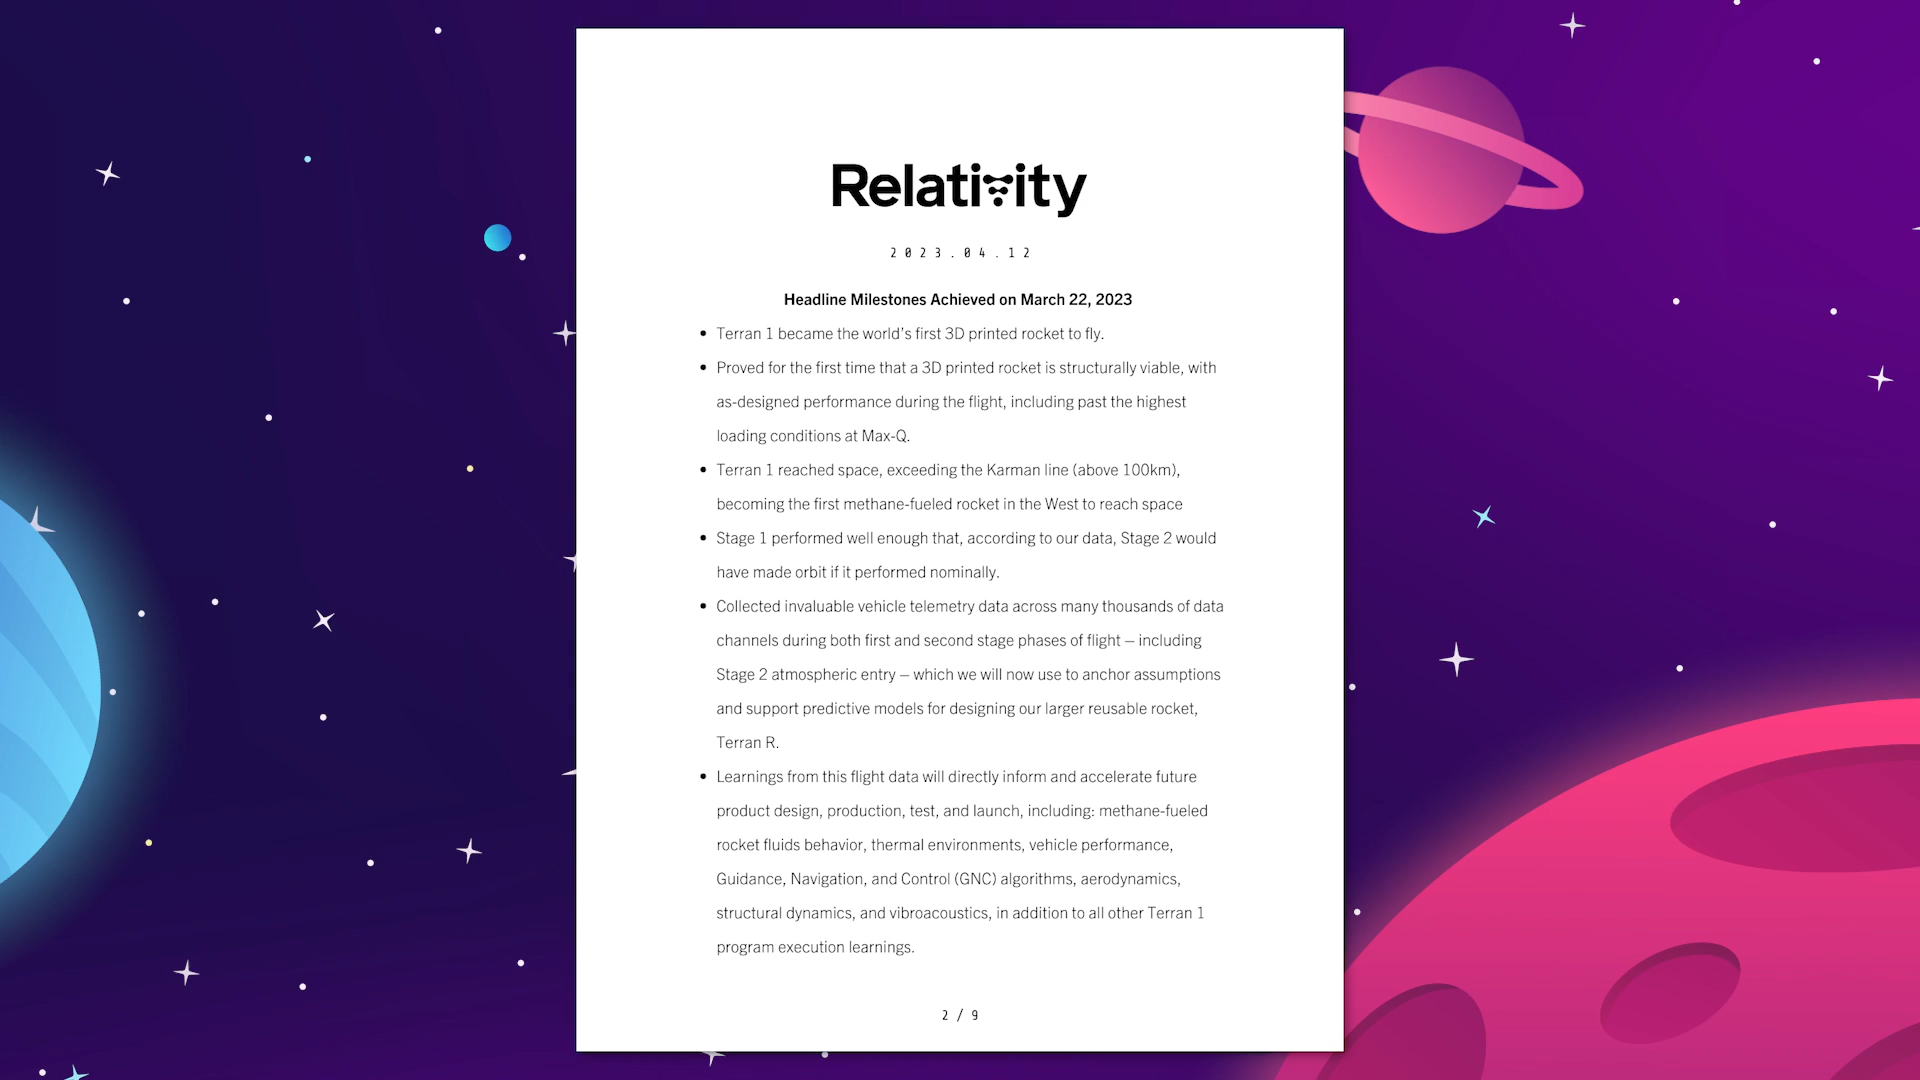 Relativity
2023.04.12
Headline Milestones Achieved on March 22, 2023
• Terran 1 became the world's first 3D printed rocket to fly.
• Proved for the first time that a 3D printed rocket is structurally viable, with
as-designed performance during the flight, including past the highest
loading conditions at Max-Q.
• Terran 1 reached space, exceeding the Karman line (above 100km),
becoming the first methane-fueled rocket in the West to reach space
• Stage 1 performed well enough that, according to our data, Stage 2 would
have made orbit if it performed nominally.
• Collected invaluable vehicle telemetry data across many thousands of data
channels during both first and second stage phases of flight – including
Stage 2 atmospheric entry – which we will now use to anchor assumptions
and support predictive models for designing our larger reusable rocket,
Terran R.
• Learnings from this flight data will directly inform and accelerate future
product design, production, test, and launch, including: methane-fueled
rocket fluids behavior, thermal environments, vehicle performance,
Guidance, Navigation, and Control (GNC) algorithms, aerodynamics,
structural dynamics, and vibroacoustics, in addition to all other Terran 1
program execution learnings.
2 / 9